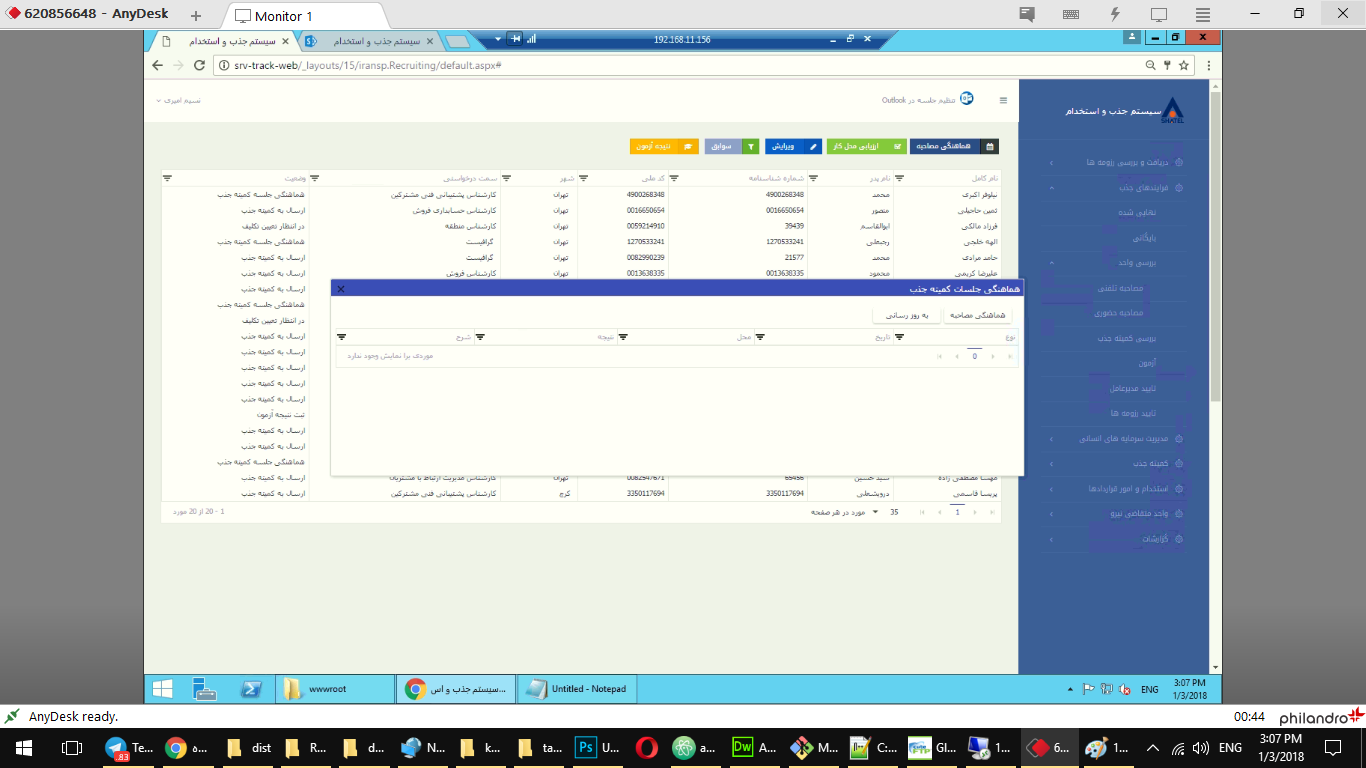 620856648 - AnyDesk
Monitor 1
سیستم جذب و استخدام
سیستم جذب و استخدام
192.168.11.156
srv-track-web/_layouts/15/iransp.Recruiting/default.aspx#
نسیم امیری
تنظیم جلسه در Outlook
سیستم جذب و استخدام
SHATEL
هماهنگی مصاحبه
ارزیابی محل کار
ویرایش
سوابق
نتیجه آزمون
دریافت و بررسی رزومه ها
فرایندهای جذب
نهایی شده
بایگانی
بررسی واحد
مصاحبه تلفنی
مصاحبه حضوری
بررسی کمیته جذب
آزمون
تایید مدیرعامل
تایید رزومه ها
مدیریت سرمایه های انسانی
کمیته جذب
استخدام و امور قراردادها
واحد متقاضی نیرو
گزارشات
نام کامل نام پدر شماره شناسنامه کد ملی شهر سمت درخواستی وضعیت
نیلوفر اکبری محمد 4900268348 4900268348 تهران کارشناس پشتیبانی فنی مشترکین هماهنگی جلسه کمیته جذب
ثمین حاجیلی منصور 0016650654 0016650654 تهران کارشناس حسابداری فروش ارسال به کمیته جذب
فرزاد مالکی ابوالقاسم 39439 0059214910 تهران کارشناس منطقه در انتظار تعیین تکلیف
الهه خلجی رجبعلی 1270533241 1270533241 تهران گرافیست هماهنگی جلسه کمیته جذب
حامد مرادی محمد 21577 0082990239 تهران گرافیست ارسال به کمیته جذب
علیرضا کریمی محمود 0013638335 0013638335 تهران کارشناس فروش ارسال به کمیته جذب
ارسال به کمیته جذب
هماهنگی جلسه کمیته جذب
در انتظار تعیین تکلیف
ارسال به کمیته جذب
ارسال به کمیته جذب
ارسال به کمیته جذب
ارسال به کمیته جذب
ارسال به کمیته جذب
ثبت نتیجه آزمون
ارسال به کمیته جذب
ارسال به کمیته جذب
هماهنگی جلسه کمیته جذب
مهسا مصطفی زاده سید حسین 65456 0082547671 تهران کارشناس مدیریت ارتباط با مشتریان ارسال به کمیته جذب
پریسا قاسمی درویشعلی 3350117694 3350117694 کرج کارشناس پشتیبانی فنی مشترکین ارسال به کمیته جذب
1
35 مورد در هر صفحه
1 - 20 از 20 مورد
هماهنگی جلسات کمیته جذب
هماهنگی مصاحبه
به روز رسانی
نوع تاریخ محل نتیجه شرح
0
موردی برا نمایش وجود ندارد
wwwroot
سیستم جذب و اس...
Untitled - Notepad
ENG
3:07 PM
1/3/2018
AnyDesk ready.
00:44
philandro
Te...
83
ه...
dist
R...
d...
N...
k...
ta...
Ps
U...
a...
Dw
A...
M...
C:...
Gl...
1...
6...
1...
ENG
3:07 PM
1/3/2018